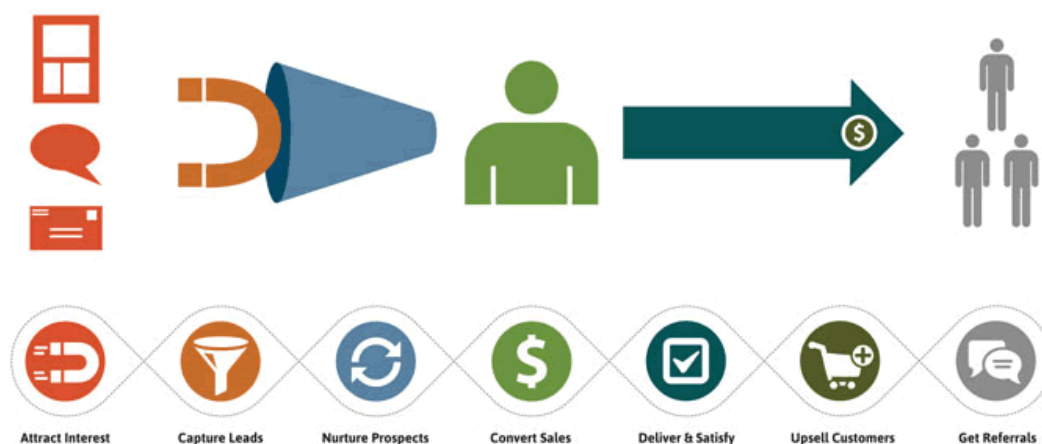 $
$
Attract Interest
Capture Leads
Nurture Prospects
Convert Sales
Deliver & Satisfy
Upsell Customers
Get Referrals